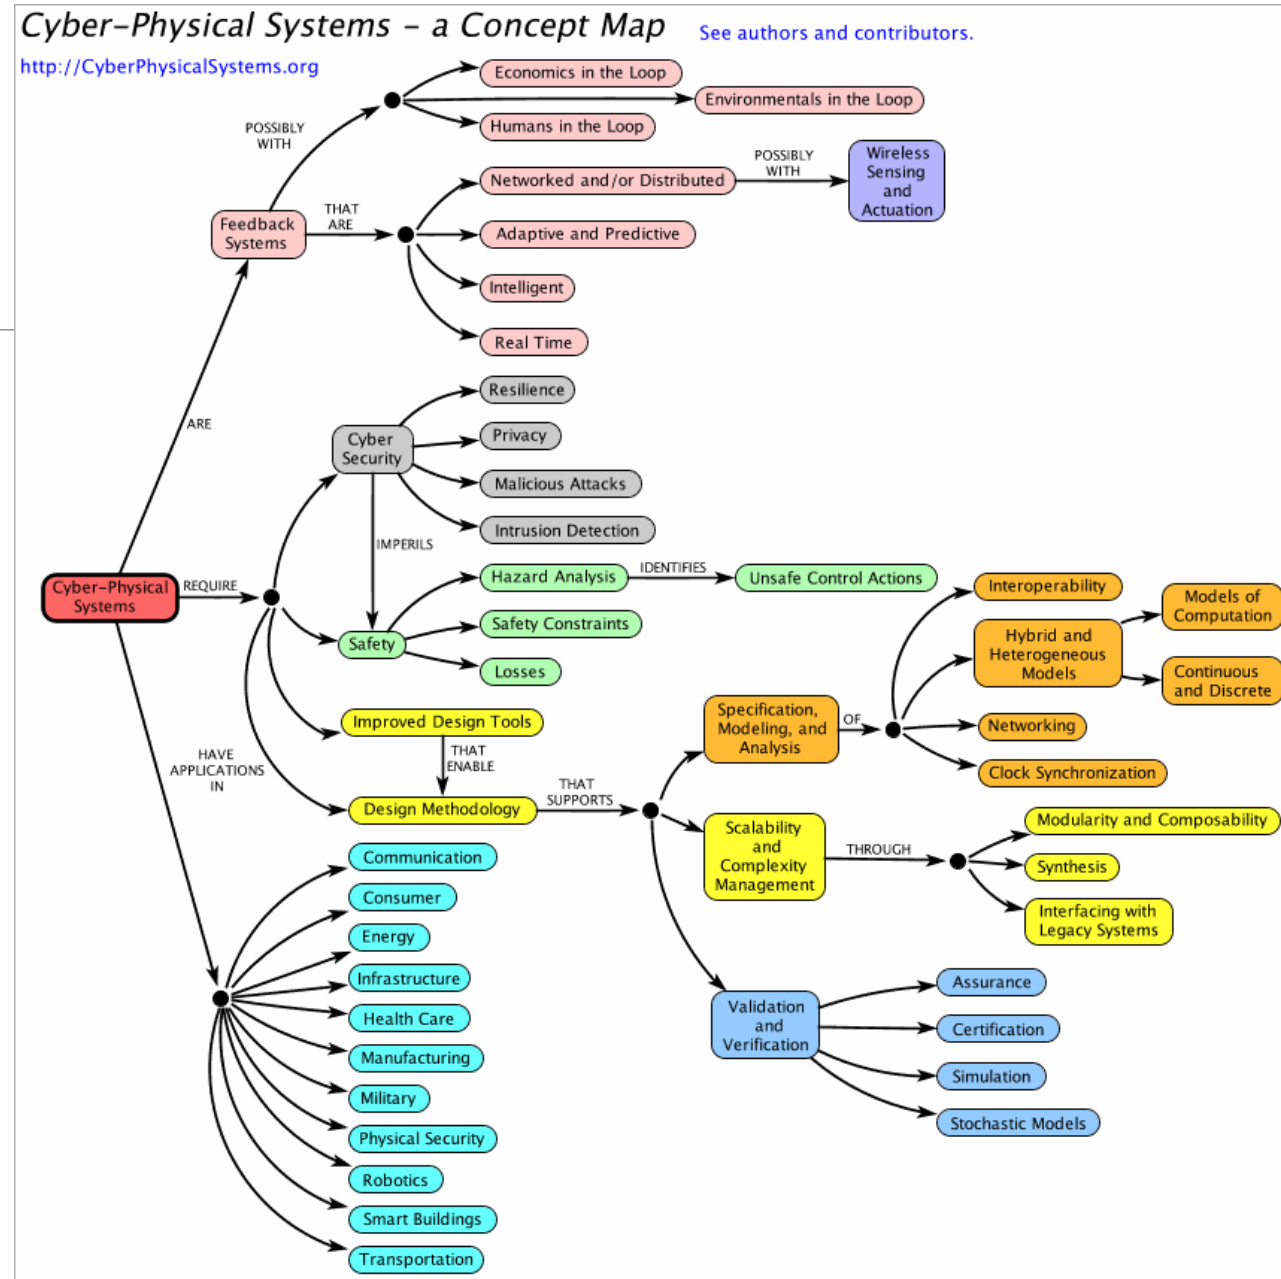 Cyber-Physical Systems - a Concept Map
See authors and contributors.
http://CyberPhysicalSystems.org
Economics in the Loop
Environmentals in the Loop
Humans in the Loop
POSSIBLY
WITH
Networked and/or Distributed
POSSIBLY
WITH
Wireless
Sensing
and
Actuation
Feedback
Systems
THAT
ARE
Adaptive and Predictive
Intelligent
Real Time
ARE
Resilience
Cyber
Security
Privacy
Malicious Attacks
Intrusion Detection
IMPERILS
Cyber-Physical
Systems
REQUIRE
Hazard Analysis
IDENTIFIES
Unsafe Control Actions
Safety
Safety Constraints
Losses
Interoperability
Hybrid and
Heterogeneous
Models
Models of
Computation
Continuous
and Discrete
Improved Design Tools
THAT
ENABLE
Specification,
Modeling, and
Analysis
OF
Networking
Clock Synchronization
HAVE
APPLICATIONS
IN
Design Methodology
THAT
SUPPORTS
Scalability
and
Complexity
Management
THROUGH
Modularity and Composability
Synthesis
Interfacing with
Legacy Systems
Communication
Consumer
Energy
Infrastructure
Health Care
Manufacturing
Military
Physical Security
Robotics
Smart Buildings
Transportation
Validation
and
Verification
Assurance
Certification
Simulation
Stochastic Models